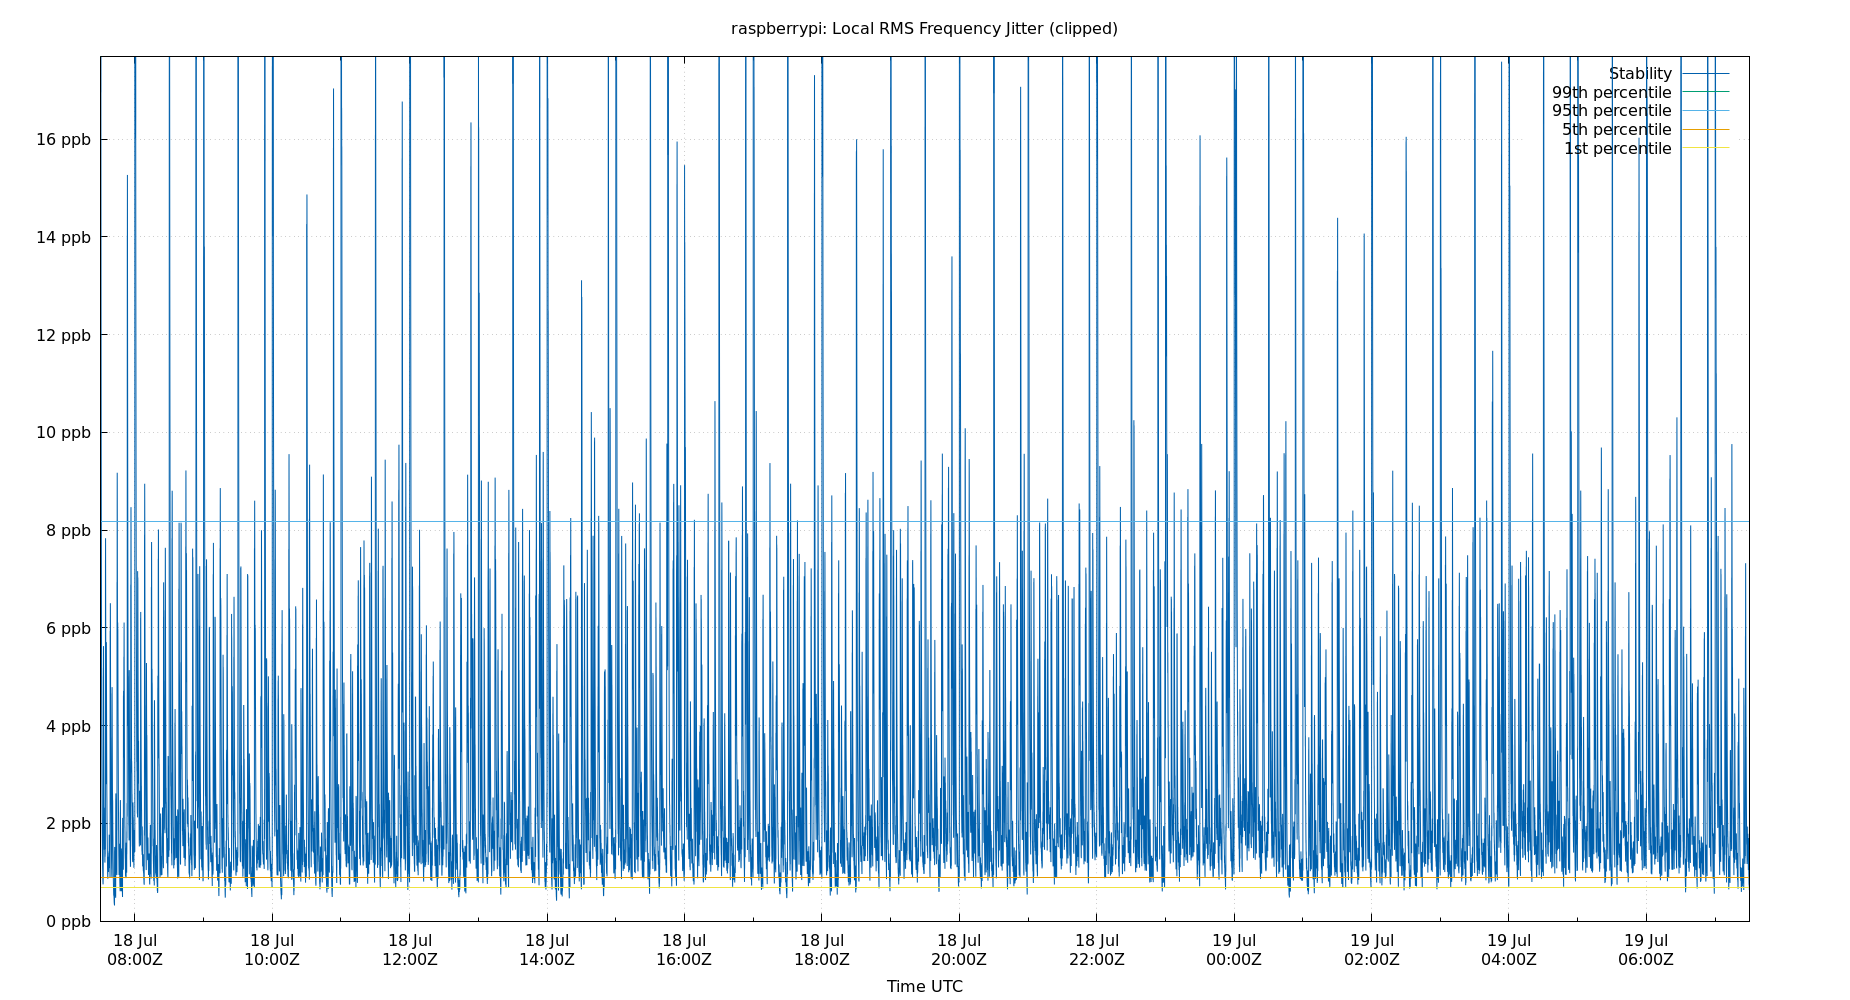 raspberrypi: Local RMS Frequency Jitter (clipped)
Stability
99th percentile
95th percentile
5th percentile
1st percentile
16 ppb
14 ppb
12 ppb
10 ppb
8 ppb
6 ppb
4 ppb
2 ppb
0 ppb
18 Jul 18 Jul 18 Jul 18 Jul 18 Jul 18 Jul 18 Jul 18 Jul 19 Jul 19 Jul 19 Jul 19 Jul
08:00Z 10:00Z 12:00Z 14:00Z 16:00Z 18:00Z 20:00Z 22:00Z 00:00Z 02:00Z 04:00Z 06:00Z
Time UTC